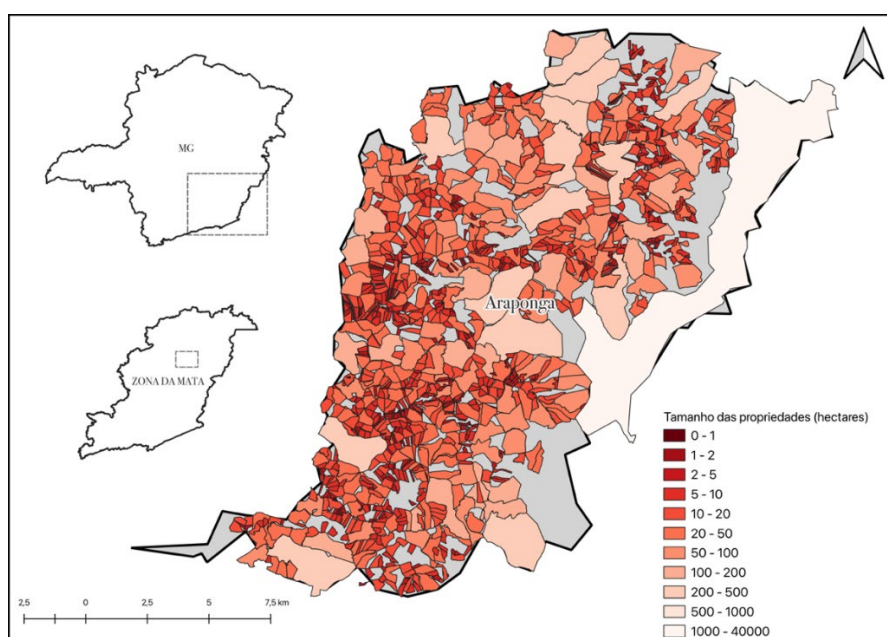 MG
ZONA DA MATA
Araponga
Tamanho das propriedades (hectares)
0 - 1
1 - 2
2 - 5
5 - 10
10 - 20
20 - 50
50 - 100
100 - 200
200 - 500
500 - 1000
1000 - 40000
2,5 0 2,5 5 7,5 km